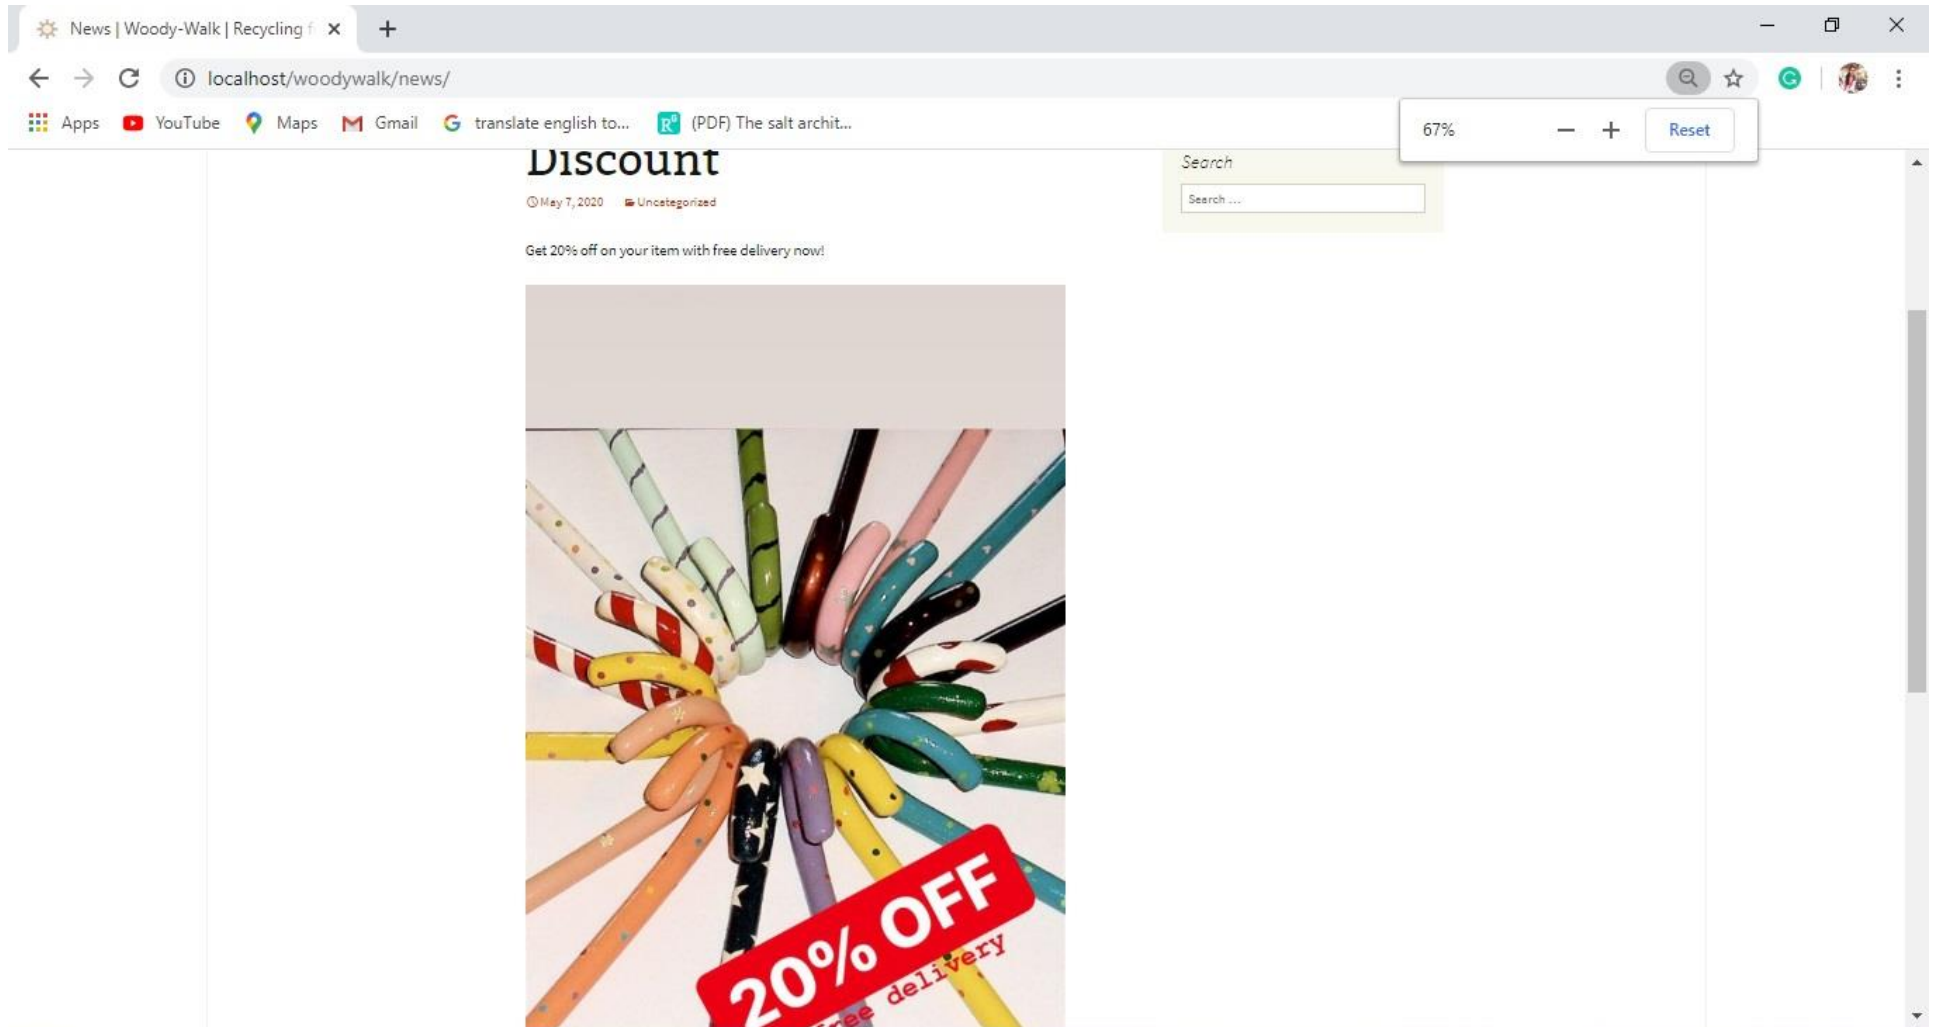 News | Woody-Walk | Recycling f
localhost/woodywalk/news/
Apps YouTube Maps Gmail translate english to... (PDF) The salt archit...
67% Reset
Discount
May 7, 2020 Uncategorized
Get 20% off on your item with free delivery now!
Search
Search ...
20% OFF
free delivery